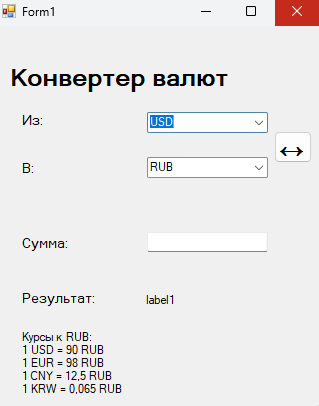 Form1
Конвертер валют
Из:
USD
В:
RUB
Сумма:
Результат:
label1
Курсы к RUB:
1 USD = 90 RUB
1 EUR = 98 RUB
1 CNY = 12,5 RUB
1 KRW = 0,065 RUB